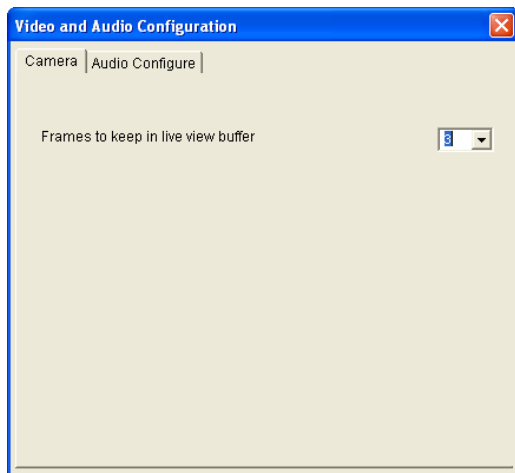 Video and Audio Configuration
Camera Audio Configure
Frames to keep in live view buffer 3